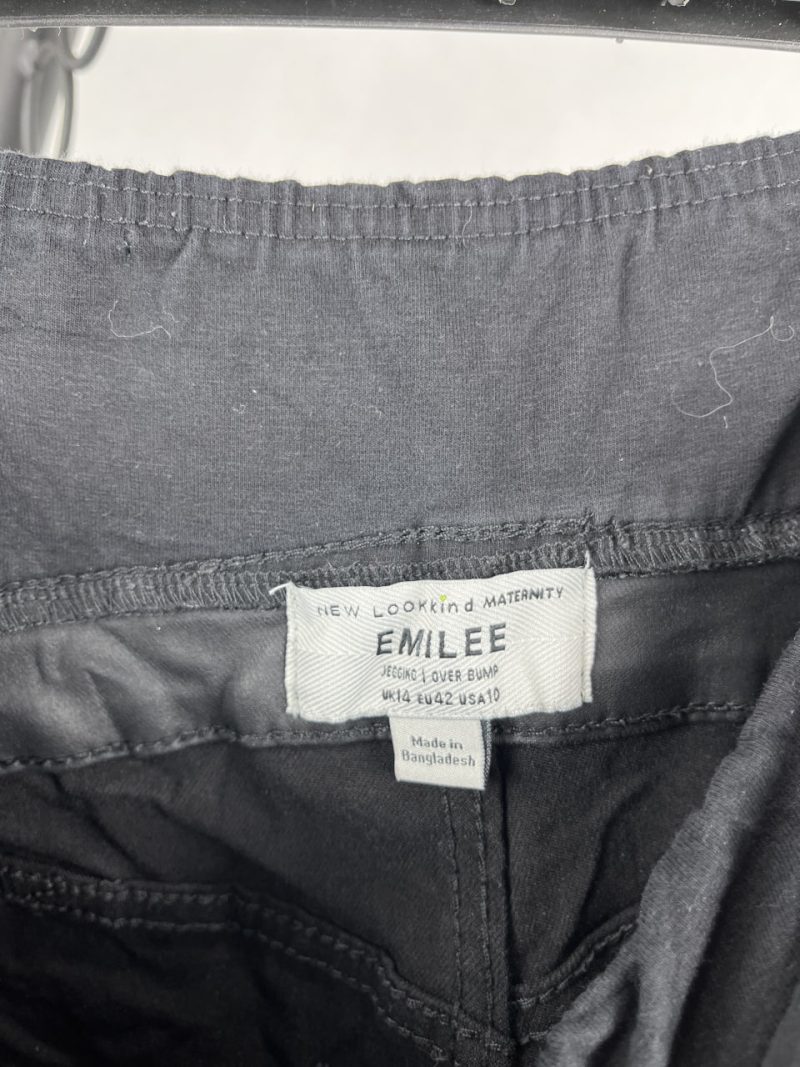 NEW LOOKkind MATERNITY
EMILEE
JEGGING | OVER BUMP
UK14 EU42 USA10
Made in
Bangladesh